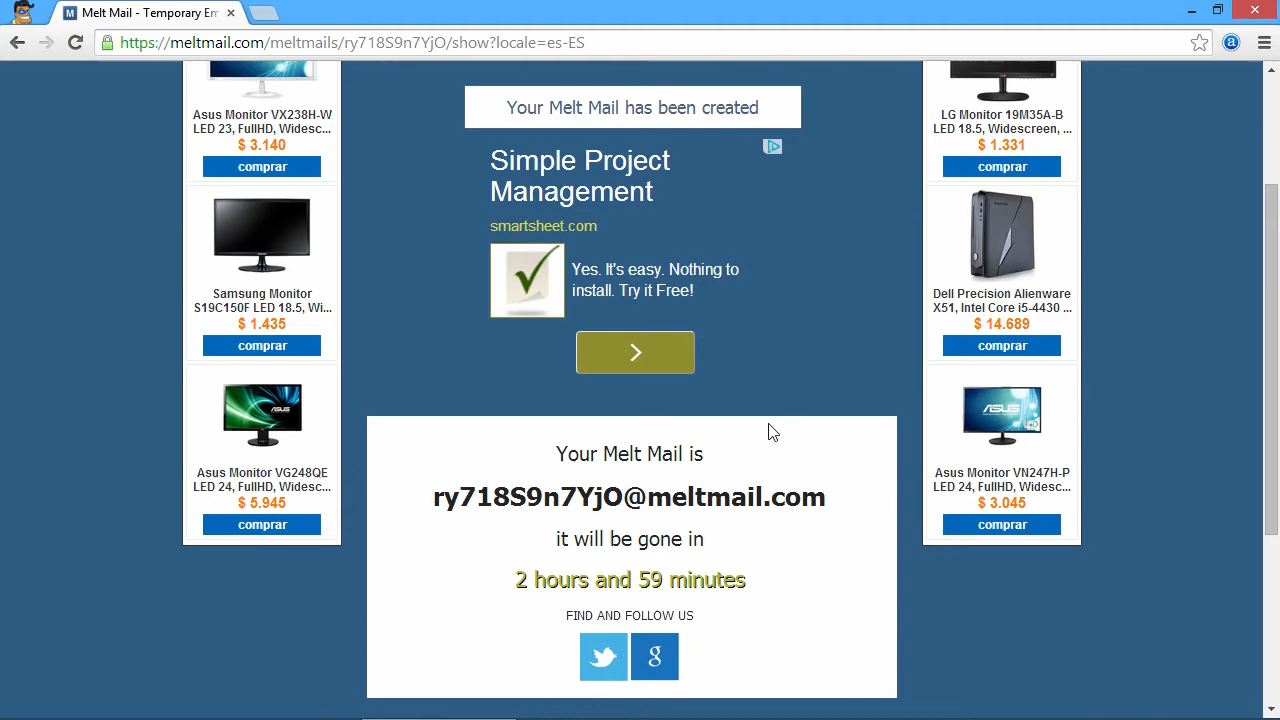 Melt Mail - Temporary Em
https://meltmail.com/meltmails/ry718S9n7YjO/show?locale=es-ES
Asus Monitor VX238H-W
LED 23, FullHD, Widesc...
$ 3.140
comprar
Samsung Monitor
S19C150F LED 18.5, Wi...
$ 1.435
comprar
ASUS
Asus Monitor VG248QE
LED 24, FullHD, Widesc...
$ 5.945
comprar
Your Melt Mail has been created
Simple Project
Management
smartsheet.com
Yes. It's easy. Nothing to
install. Try it Free!
Your Melt Mail is
ry718S9n7YjO@meltmail.com
it will be gone in
2 hours and 59 minutes
FIND AND FOLLOW US
g
LG Monitor 19M35A-B
LED 18.5, Widescreen, ...
$ 1.331
comprar
Dell Precision Alienware
X51, Intel Core i5-4430 ...
$ 14.689
comprar
ASUS
Asus Monitor VN247H-P
LED 24, FullHD, Widesc...
$ 3.045
comprar